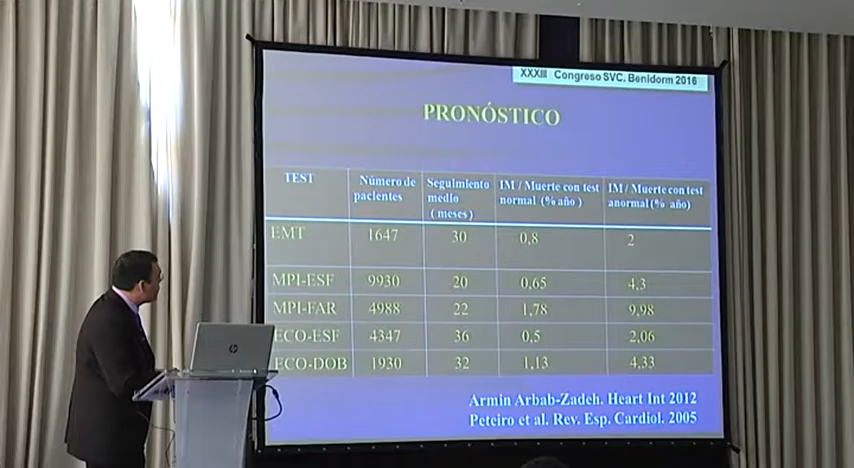 XXXIII Congreso SVC. Benidorm 2016
PRONÓSTICO
TEST
Número de
pacientes
Seguimiento
medio
( meses)
IM / Muerte con test
normal (% año )
IM / Muerte con test
anormal (% año)
EMT 1647 30 0,8 2
MPI-ESF 9930 20 0,65 4,3
MPI-FAR 4988 22 1,78 9,98
ECO-ESF 4347 36 0,5 2,06
ECO-DOB 1930 32 1,13 4,33
Armin Arbab-Zadeh. Heart Int 2012
Peteiro et al. Rev. Esp. Cardiol. 2005
hp